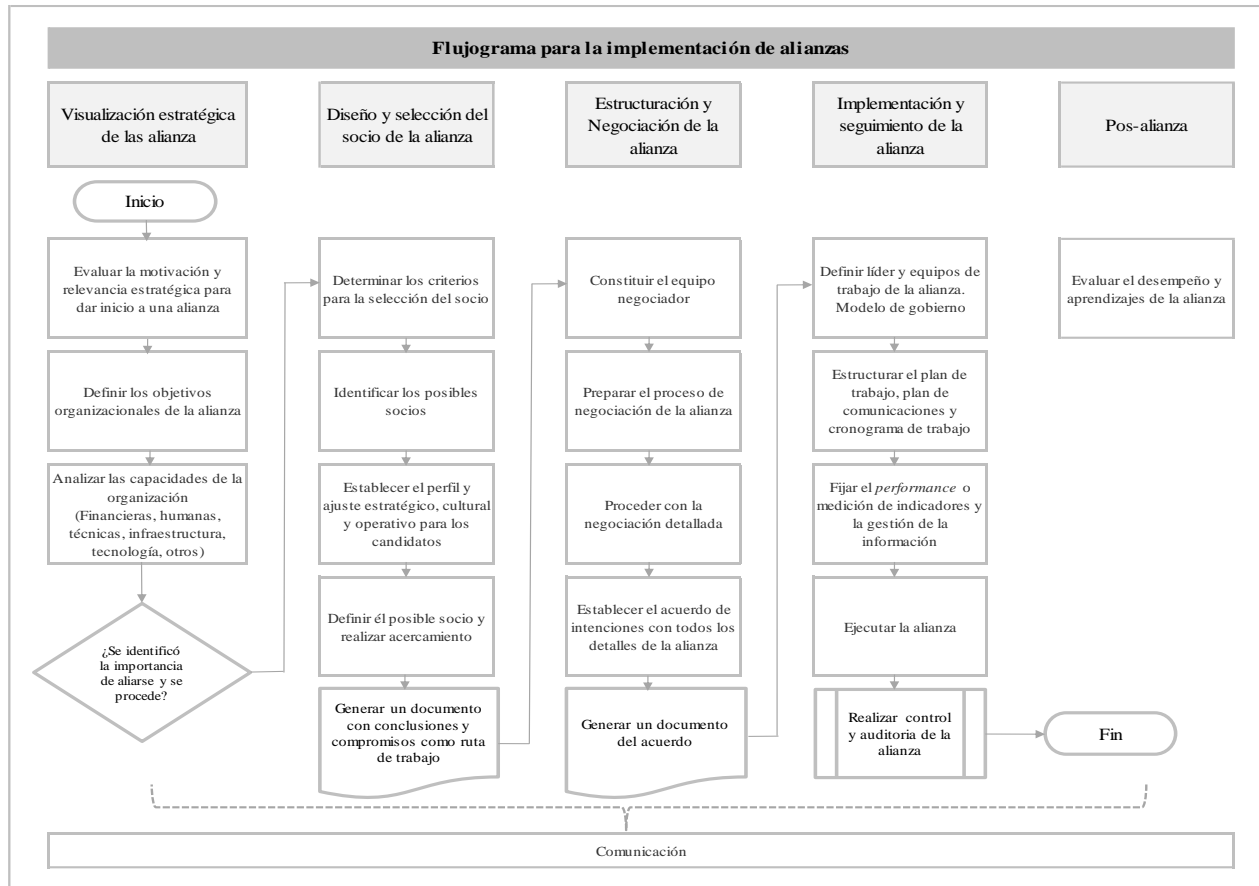 Flujograma para la implementación de alianzas
Visualización estratégica
de las alianza
Diseño y selección del
socio de la alianza
Estructuración y
Negociación de la
alianza
Implementación y
seguimiento de la
alianza
Pos-alianza
Inicio
Evaluar la motivación y
relevancia estratégica para
dar inicio a una alianza
Definir los objetivos
organizacionales de la alianza
Analizar las capacidades de la
organización
(Financieras, humanas,
técnicas, infraestructura,
tecnología, otros)
¿Se identificó
la importancia
de aliarse y se
procede?
Determinar los criterios
para la selección del socio
Identificar los posibles
socios
Establecer el perfil y
ajuste estratégico, cultural
y operativo para los
candidatos
Definir él posible socio y
realizar acercamiento
Generar un documento
con conclusiones y
compromisos como ruta
de trabajo
Constituir el equipo
negociador
Preparar el proceso de
negociación de la alianza
Proceder con la
negociación detallada
Establecer el acuerdo de
intenciones con todos los
detalles de la alianza
Generar un documento
del acuerdo
Definir líder y equipos de
trabajo de la alianza.
Modelo de gobierno
Estructurar el plan de
trabajo, plan de
comunicaciones y
cronograma de trabajo
Fijar el performance o
medición de indicadores y
la gestión de la
información
Ejecutar la alianza
Realizar control
y auditoria de la
alianza
Evaluar el desempeño y
aprendizajes de la alianza
Fin
Comunicación